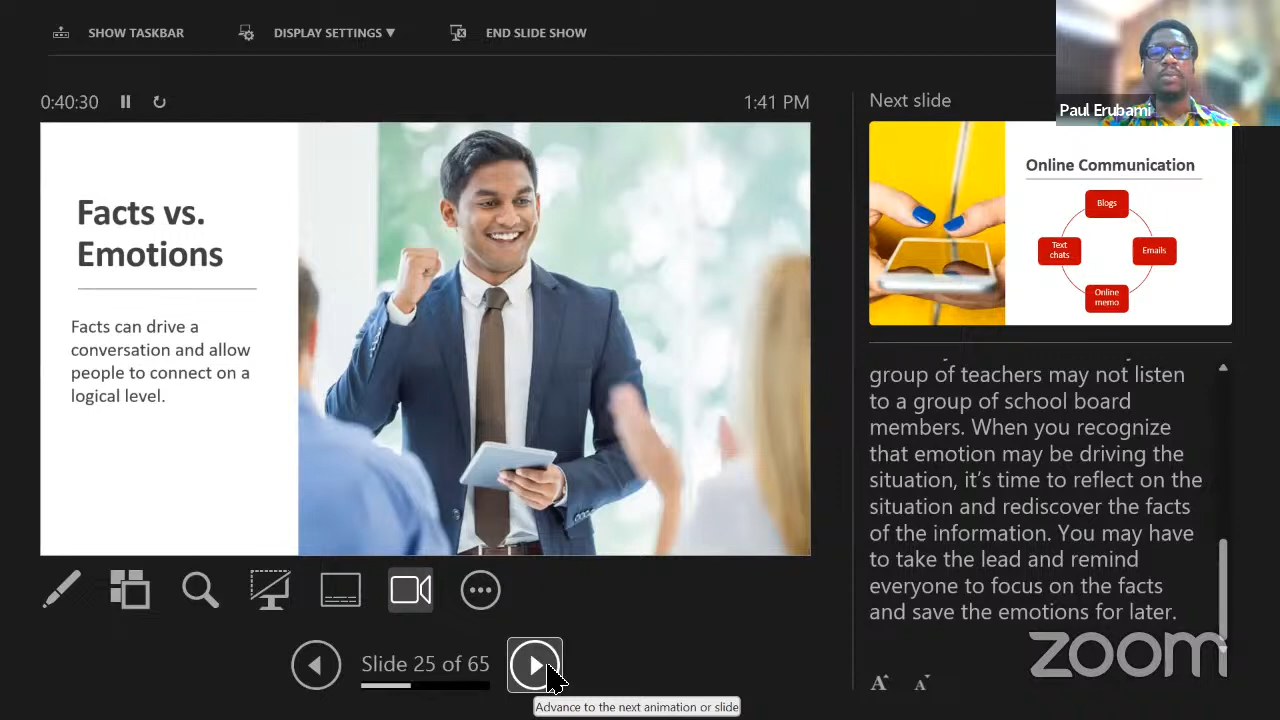 SHOW TASKBAR
DISPLAY SETTINGS ▼
END SLIDE SHOW
0:40:30
1:41 PM
Next slide
Paul Erubami
Facts vs.
Emotions
Facts can drive a
conversation and allow
people to connect on a
logical level.
Online Communication
Blogs
Text
chats
Emails
Online
memo
group of teachers may not listen
to a group of school board
members. When you recognize
that emotion may be driving the
situation, it’s time to reflect on the
situation and rediscover the facts
of the information. You may have
to take the lead and remind
everyone to focus on the facts
and save the emotions for later.
Slide 25 of 65
Advance to the next animation or slide
A A
zoom